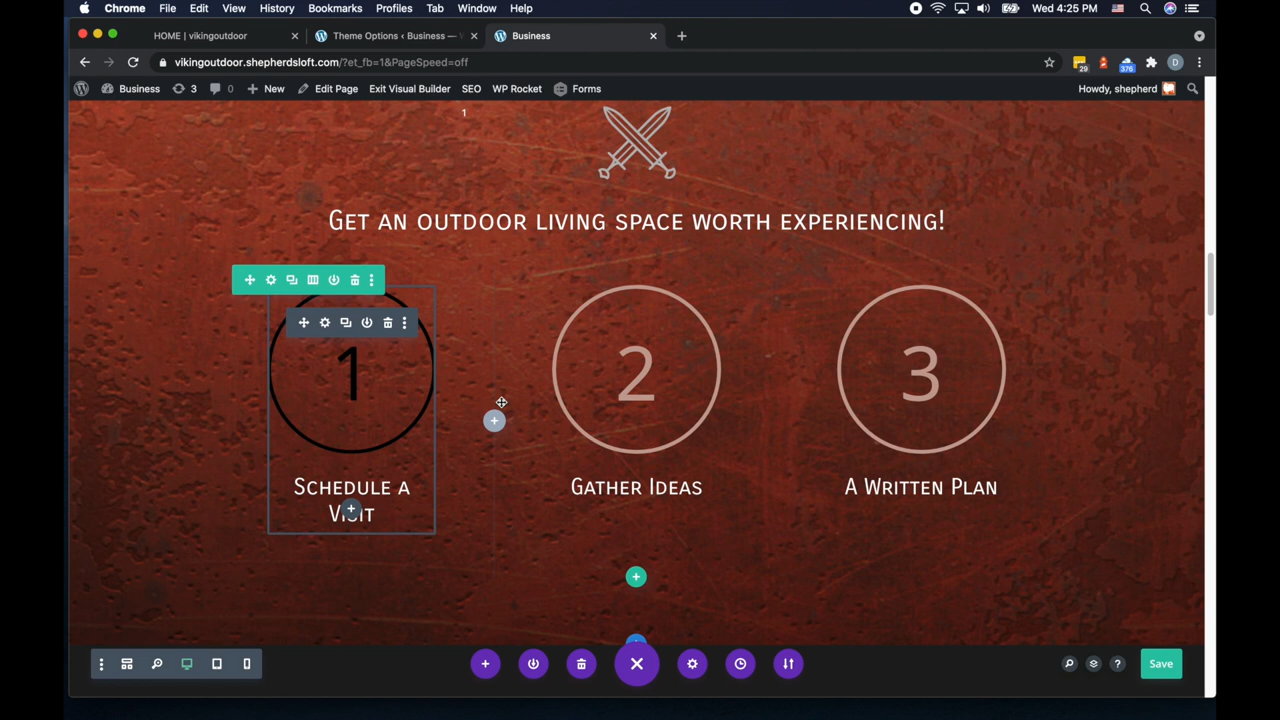 Chrome File Edit View History Bookmarks Profiles Tab Window Help Wed 4:25 PM
HOME | vikingoutdoor × Theme Options ‹ Business — × Business ×
vikingoutdoor.shepherdsloft.com/?et_fb=1&PageSpeed=off 29 376 D
Business 3 0 New Edit Page Exit Visual Builder SEO WP Rocket Forms Howdy, shepherd
1
Get an outdoor living space worth experiencing!
1 2 3
Schedule a Visit
Gather Ideas
A Written Plan
? Save